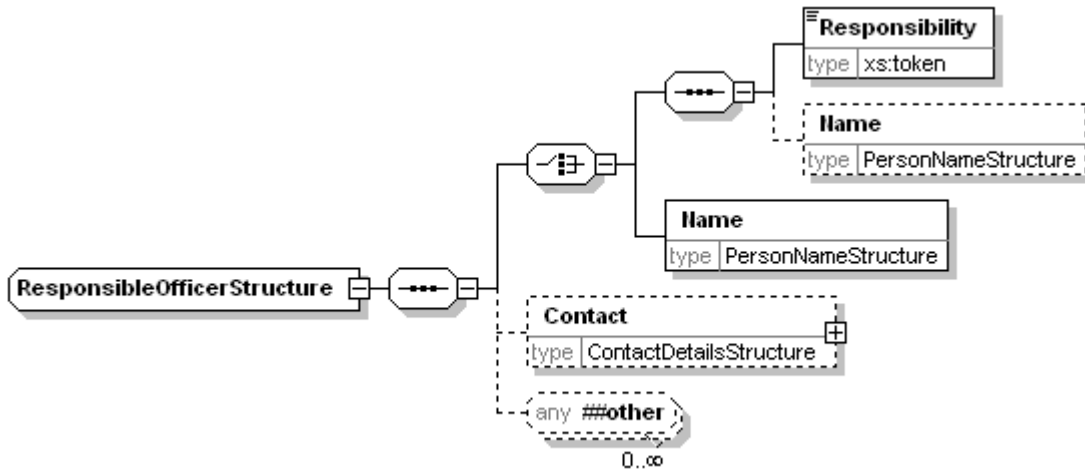 Responsibility
type xs:token
Name
type PersonNameStructure
Name
type PersonNameStructure
ResponsibleOfficerStructure
Contact
type ContactDetailsStructure
any ##other
0..∞